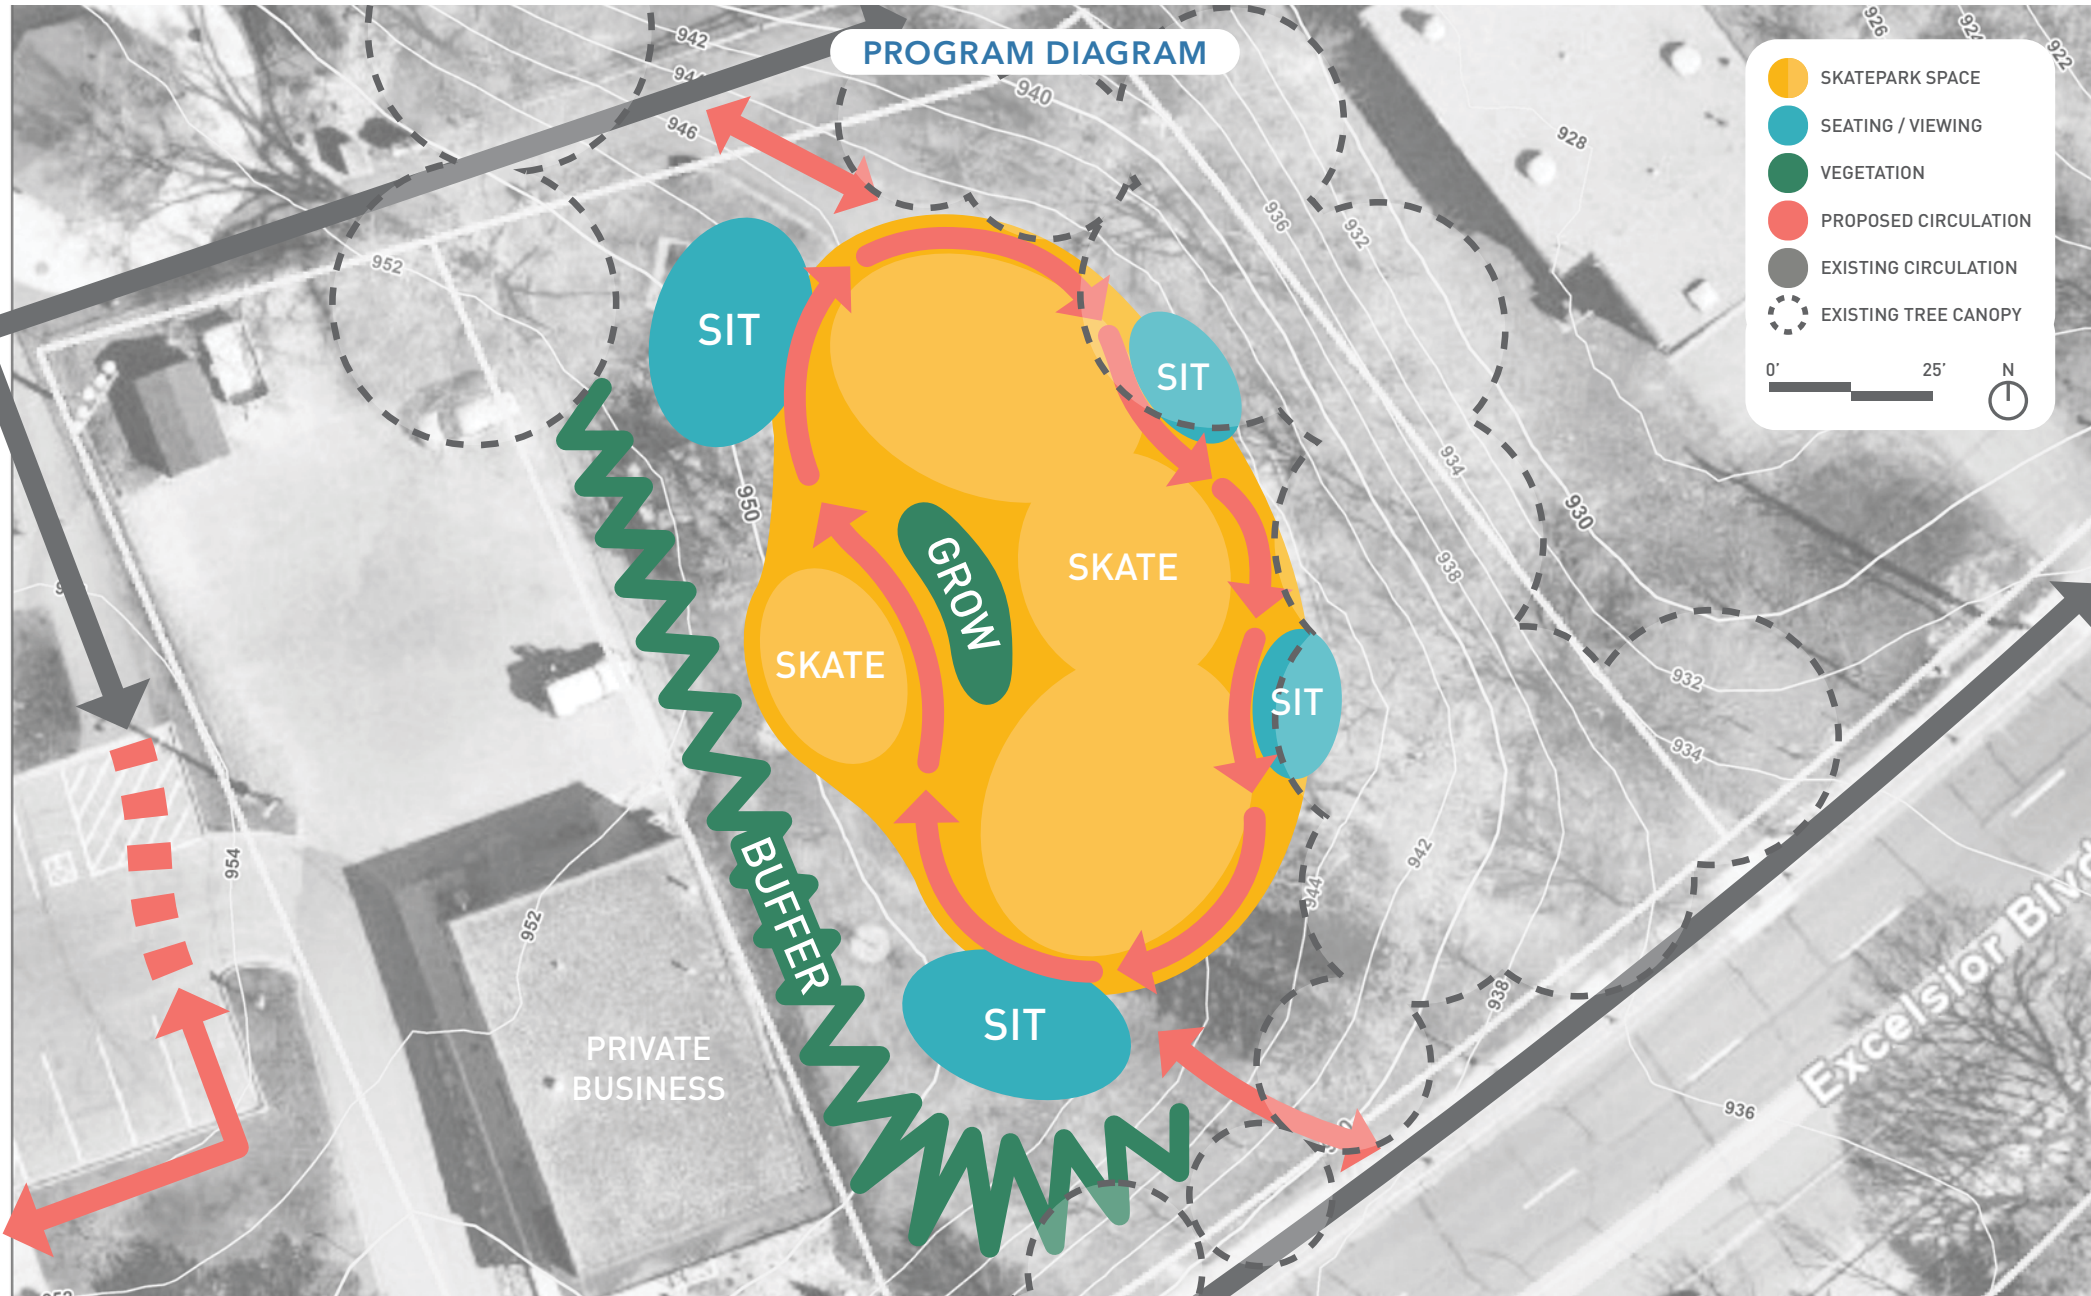 PROGRAM DIAGRAM
SKATEPARK SPACE
SEATING / VIEWING
VEGETATION
PROPOSED CIRCULATION
EXISTING CIRCULATION
EXISTING TREE CANOPY
0'
25'
N
942
946
940
952
926
922
928
936
932
SIT
SIT
950
934
930
938
GROW
SKATE
SKATE
SIT
932
934
BUFFER
954
952
942
944
938
SIT
PRIVATE
BUSINESS
Excelsior Blvd
936